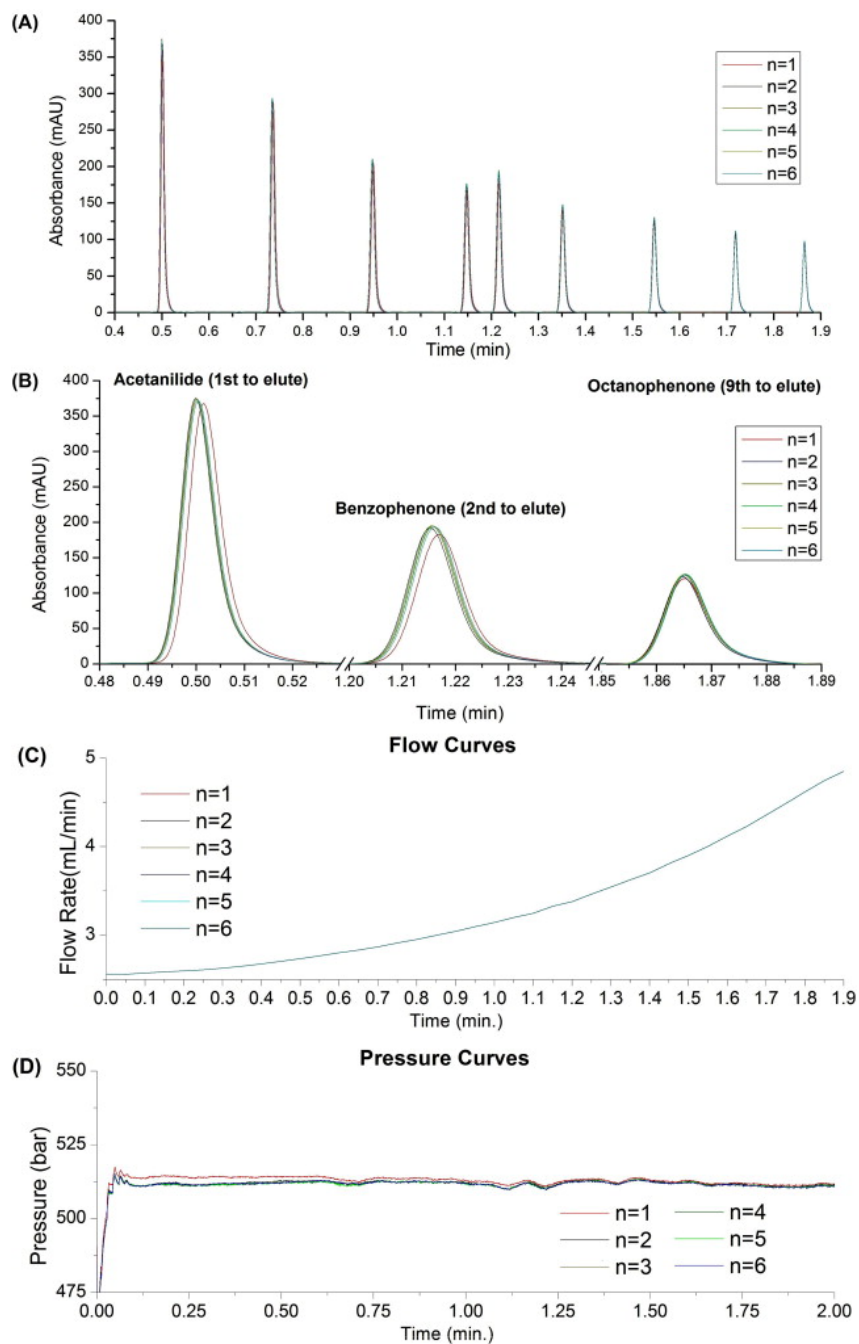 (A)
400
350
300
250
200
150
100
50
0
Absorbance (mAU)
n=1
n=2
n=3
n=4
n=5
n=6
0.4 0.5 0.6 0.7 0.8 0.9 1.0 1.1 1.2 1.3 1.4 1.5 1.6 1.7 1.8 1.9
Time (min)
(B)
Acetanilide (1st to elute)
Octanophenone (9th to elute)
Benzophenone (2nd to elute)
400
350
300
250
200
150
100
50
0
Absorbance (mAU)
n=1
n=2
n=3
n=4
n=5
n=6
0.48 0.49 0.50 0.51 0.52 1.20 1.21 1.22 1.23 1.24 1.85 1.86 1.87 1.88 1.89
Time (min)
Flow Curves
(C)
5
4
3
Flow Rate(mL/min)
n=1
n=2
n=3
n=4
n=5
n=6
0.0 0.1 0.2 0.3 0.4 0.5 0.6 0.7 0.8 0.9 1.0 1.1 1.2 1.3 1.4 1.5 1.6 1.7 1.8 1.9
Time (min.)
Pressure Curves
(D)
550
525
500
475
Pressure (bar)
n=1 n=4
n=2 n=5
n=3 n=6
0.00 0.25 0.50 0.75 1.00 1.25 1.50 1.75 2.00
Time (min.)